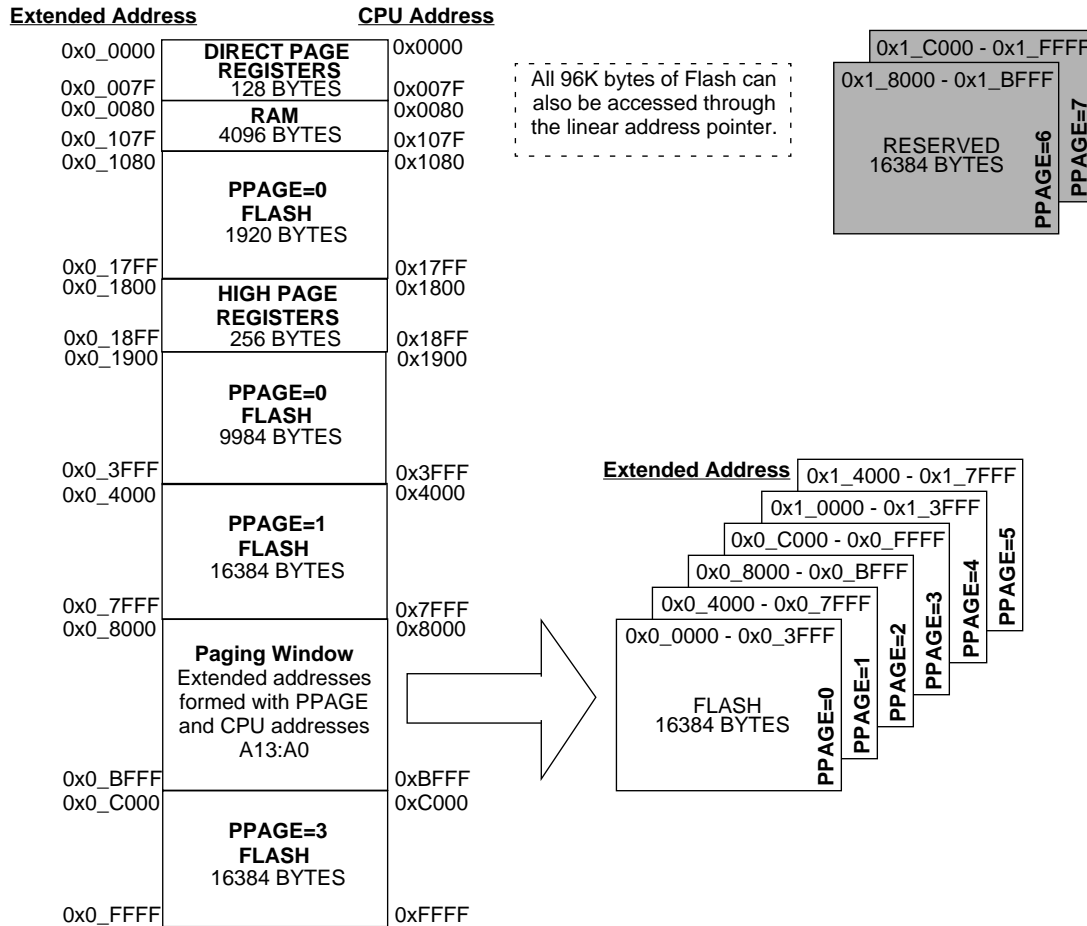 Extended Address CPU Address
0x0_0000 0x0000
DIRECT PAGE
REGISTERS
128 BYTES
0x0_007F 0x007F
0x0_0080 0x0080
RAM
4096 BYTES
0x0_107F 0x107F
0x0_1080 0x1080
PPAGE=0
FLASH
1920 BYTES
0x0_17FF 0x17FF
0x0_1800 0x1800
HIGH PAGE
REGISTERS
256 BYTES
0x0_18FF 0x18FF
0x0_1900 0x1900
PPAGE=0
FLASH
9984 BYTES
0x0_3FFF 0x3FFF
0x0_4000 0x4000
PPAGE=1
FLASH
16384 BYTES
0x0_7FFF 0x7FFF
0x0_8000 0x8000
Paging Window
Extended addresses
formed with PPAGE
and CPU addresses
A13:A0
0x0_BFFF 0xBFFF
0x0_C000 0xC000
PPAGE=3
FLASH
16384 BYTES
0x0_FFFF 0xFFFF
All 96K bytes of Flash can
also be accessed through
the linear address pointer.
0x1_C000 - 0x1_FFFF
PPAGE=7
0x1_8000 - 0x1_BFFF
RESERVED
16384 BYTES
PPAGE=6
Extended Address
0x1_4000 - 0x1_7FFF
PPAGE=5
0x1_0000 - 0x1_3FFF
PPAGE=4
0x0_C000 - 0x0_FFFF
PPAGE=3
0x0_8000 - 0x0_BFFF
PPAGE=2
0x0_4000 - 0x0_7FFF
PPAGE=1
0x0_0000 - 0x0_3FFF
FLASH
16384 BYTES
PPAGE=0